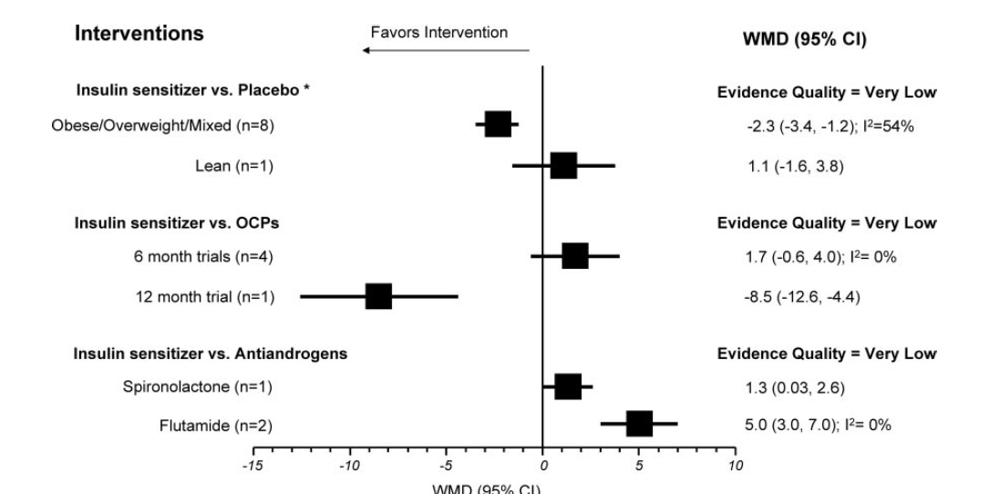 Interventions
Favors Intervention
WMD (95% CI)
Insulin sensitizer vs. Placebo *
Evidence Quality = Very Low
Obese/Overweight/Mixed (n=8)
-2.3 (-3.4, -1.2); I²=54%
Lean (n=1)
1.1 (-1.6, 3.8)
Insulin sensitizer vs. OCPs
Evidence Quality = Very Low
6 month trials (n=4)
1.7 (-0.6, 4.0); I²= 0%
12 month trial (n=1)
-8.5 (-12.6, -4.4)
Insulin sensitizer vs. Antiandrogens
Evidence Quality = Very Low
Spironolactone (n=1)
1.3 (0.03, 2.6)
Flutamide (n=2)
5.0 (3.0, 7.0); I²= 0%
-15 -10 -5 0 5 10
WMD (95% CI)